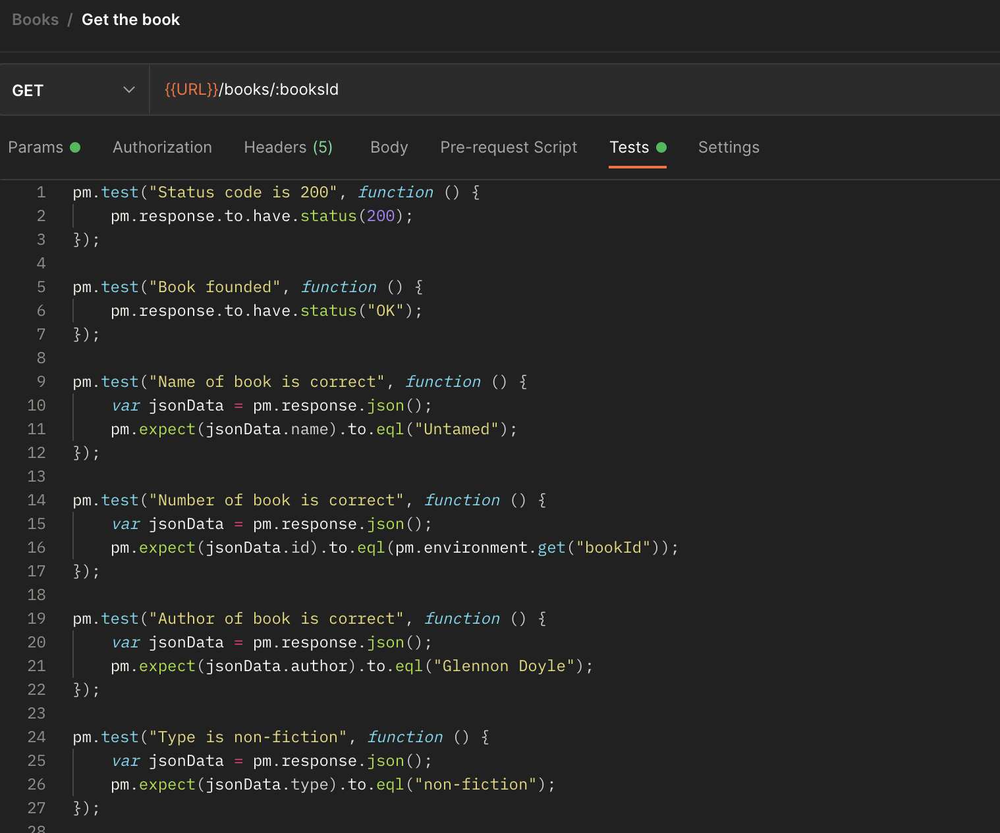 Books / Get the book
GET {{URL}}/books/:booksId
Params Authorization Headers (5) Body Pre-request Script Tests Settings
1 pm.test("Status code is 200", function () {
2 pm.response.to.have.status(200);
3 });
4
5 pm.test("Book founded", function () {
6 pm.response.to.have.status("OK");
7 });
8
9 pm.test("Name of book is correct", function () {
10 var jsonData = pm.response.json();
11 pm.expect(jsonData.name).to.eql("Untamed");
12 });
13
14 pm.test("Number of book is correct", function () {
15 var jsonData = pm.response.json();
16 pm.expect(jsonData.id).to.eql(pm.environment.get("bookId"));
17 });
18
19 pm.test("Author of book is correct", function () {
20 var jsonData = pm.response.json();
21 pm.expect(jsonData.author).to.eql("Glennon Doyle");
22 });
23
24 pm.test("Type is non-fiction", function () {
25 var jsonData = pm.response.json();
26 pm.expect(jsonData.type).to.eql("non-fiction");
27 });
28